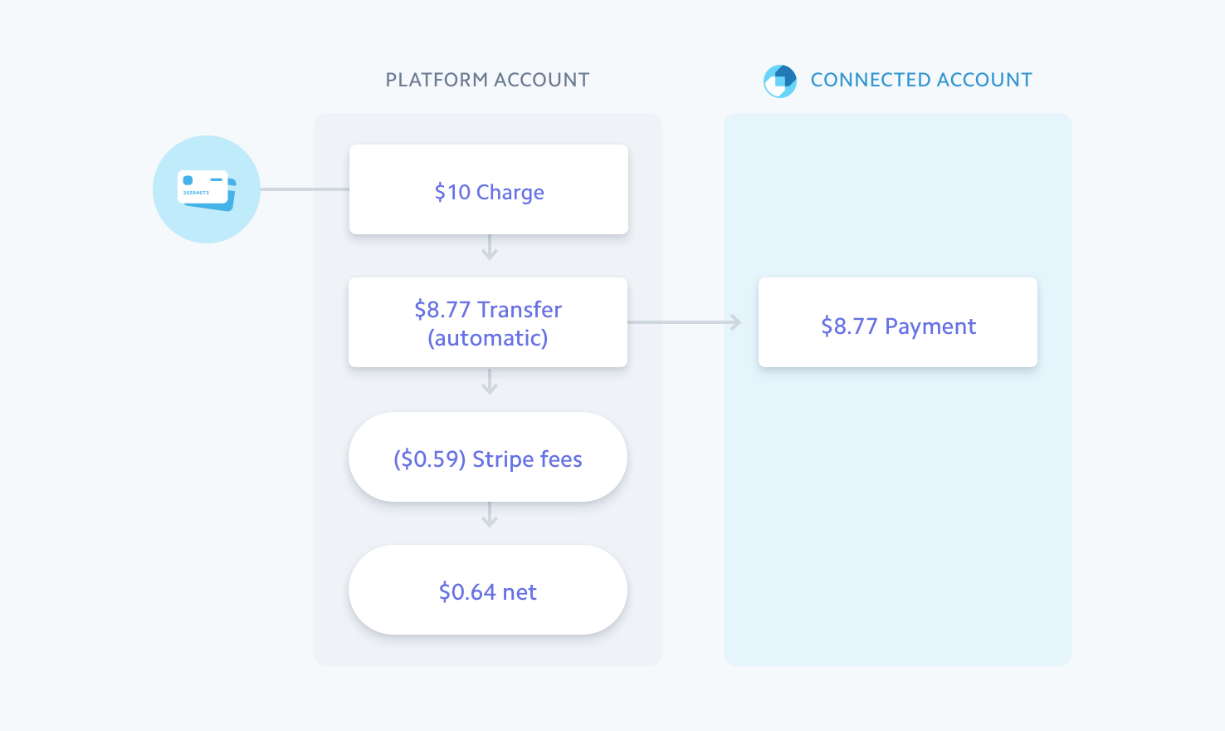 PLATFORM ACCOUNT
CONNECTED ACCOUNT
$10 Charge
$8.77 Transfer
(automatic)
$8.77 Payment
($0.59) Stripe fees
$0.64 net